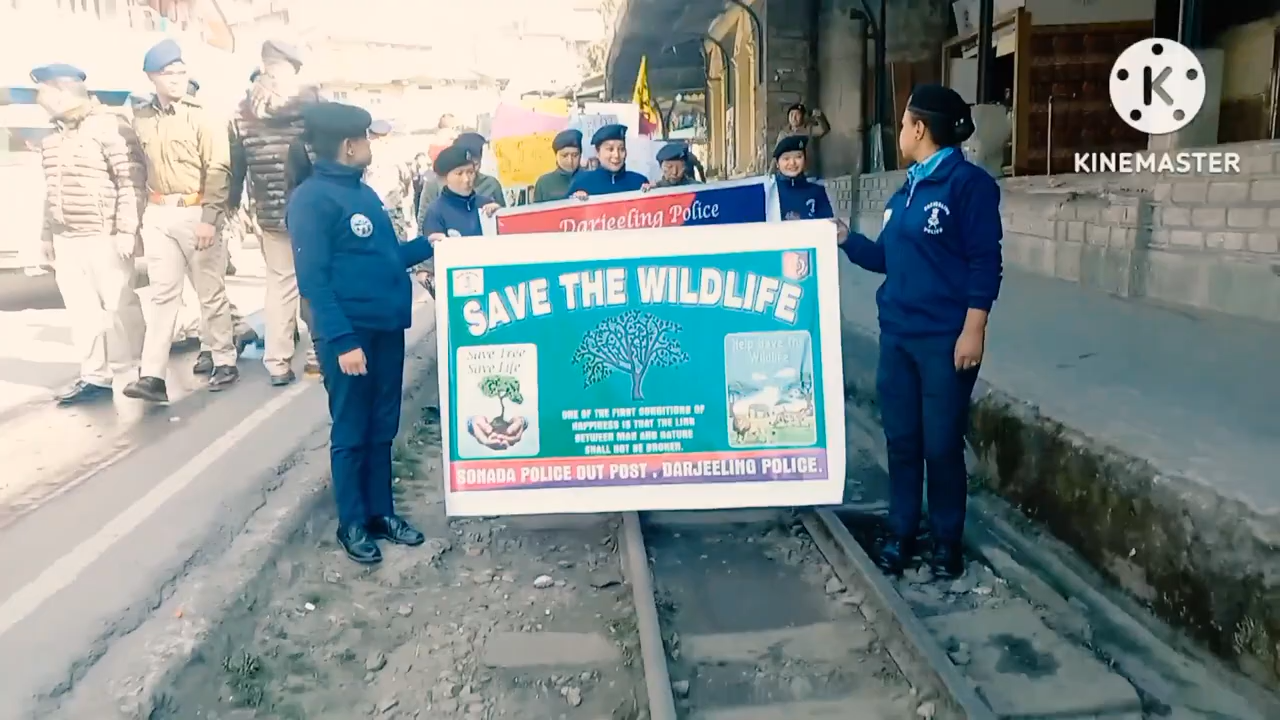 KINEMASTER
Darjeeling Police
SAVE THE WILDLIFE
Save Tree
Save Life
Help Save The
Wildlife
ONE OF THE FIRST CONDITIONS OF
HAPPINESS IS THAT THE LINK
BETWEEN MAN AND NATURE
SHALL NOT BE BROKEN.
SONADA POLICE OUT POST , DARJEELING POLICE.
DARJEELING
POLICE